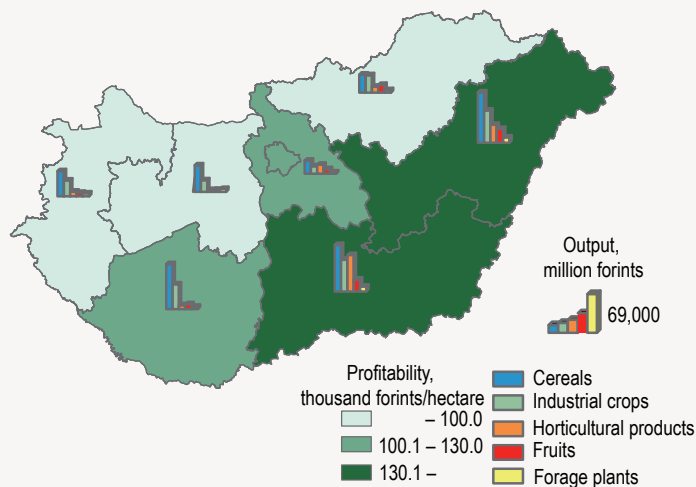 Output,
million forints
69,000
Profitability,
thousand forints/hectare
– 100.0
100.1 – 130.0
130.1 –
Cereals
Industrial crops
Horticultural products
Fruits
Forage plants